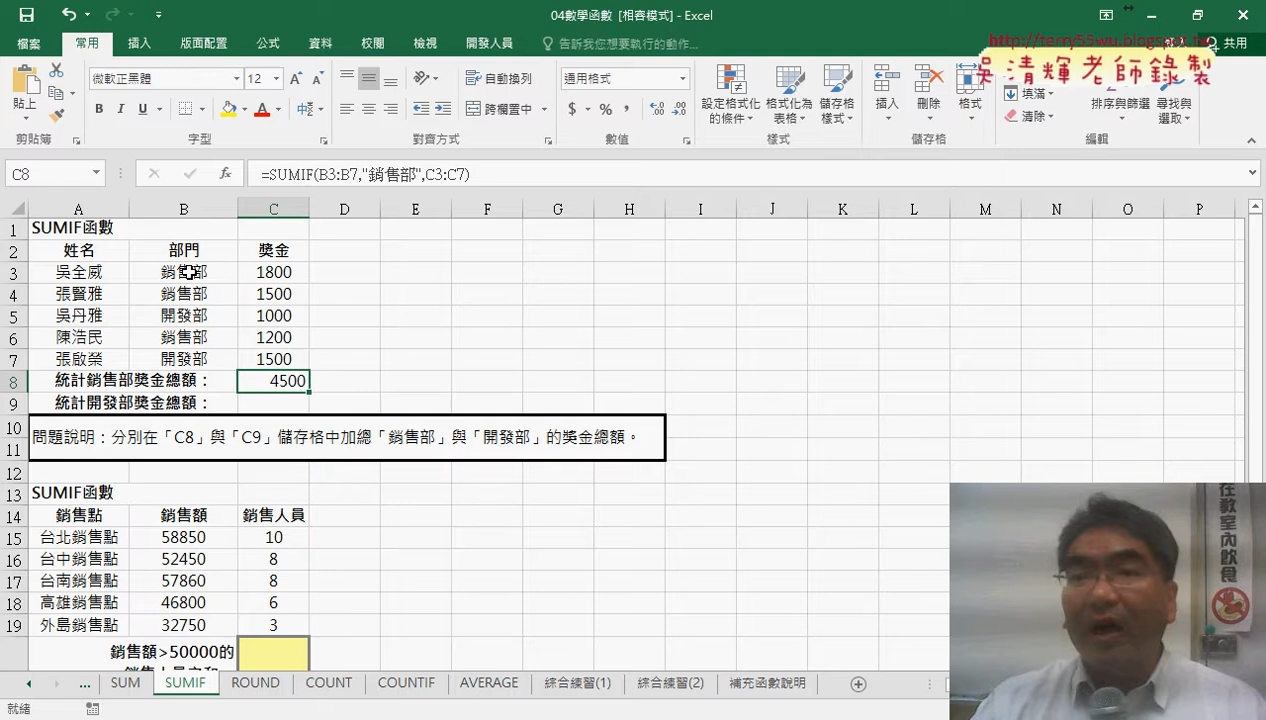 04數學函數 [相容模式] - Excel
http://terry55wu.blogspot.tw
吳清輝老師錄製
檔案 常用 插入 版面配置 公式 資料 校閱 檢視 開發人員 告訴我您想要執行的動作... 共用
貼上 微軟正黑體 12 自動換列 通用格式 設定格式化的條件 格式化為表格 儲存格樣式 插入 刪除 格式 填滿 排序與篩選 尋找與選取
B I U 跨欄置中 $ % 清除
剪貼簿 字型 對齊方式 數值 樣式 儲存格 編輯
C8 fx =SUMIF(B3:B7,"銷售部",C3:C7)
A B C D E F G H I J K L M N O P
1 SUMIF函數
2 姓名 部門 獎金
3 吳全威 銷售部 1800
4 張賢雅 銷售部 1500
5 吳丹雅 開發部 1000
6 陳浩民 銷售部 1200
7 張啟榮 開發部 1500
8 統計銷售部獎金總額： 4500
9 統計開發部獎金總額：
10 問題說明：分別在「C8」與「C9」儲存格中加總「銷售部」與「開發部」的獎金總額。
11
12
13 SUMIF函數
14 銷售點 銷售額 銷售人員
15 台北銷售點 58850 10
16 台中銷售點 52450 8
17 台南銷售點 57860 8
18 高雄銷售點 46800 6
19 外島銷售點 32750 3
銷售額>50000的
在教室內飲食
... SUM SUMIF ROUND COUNT COUNTIF AVERAGE 綜合練習(1) 綜合練習(2) 補充函數說明
就緒